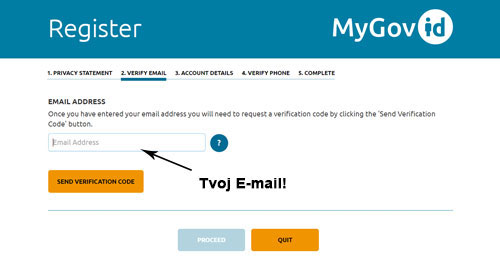 Register
MyGovid
1. PRIVACY STATEMENT 2. VERIFY EMAIL 3. ACCOUNT DETAILS 4. VERIFY PHONE 5. COMPLETE
EMAIL ADDRESS
Once you have entered your email address you will need to request a verification code by clicking the 'Send Verification
Code' button.
Email Address
?
Tvoj E-mail!
SEND VERIFICATION CODE
PROCEED
QUIT